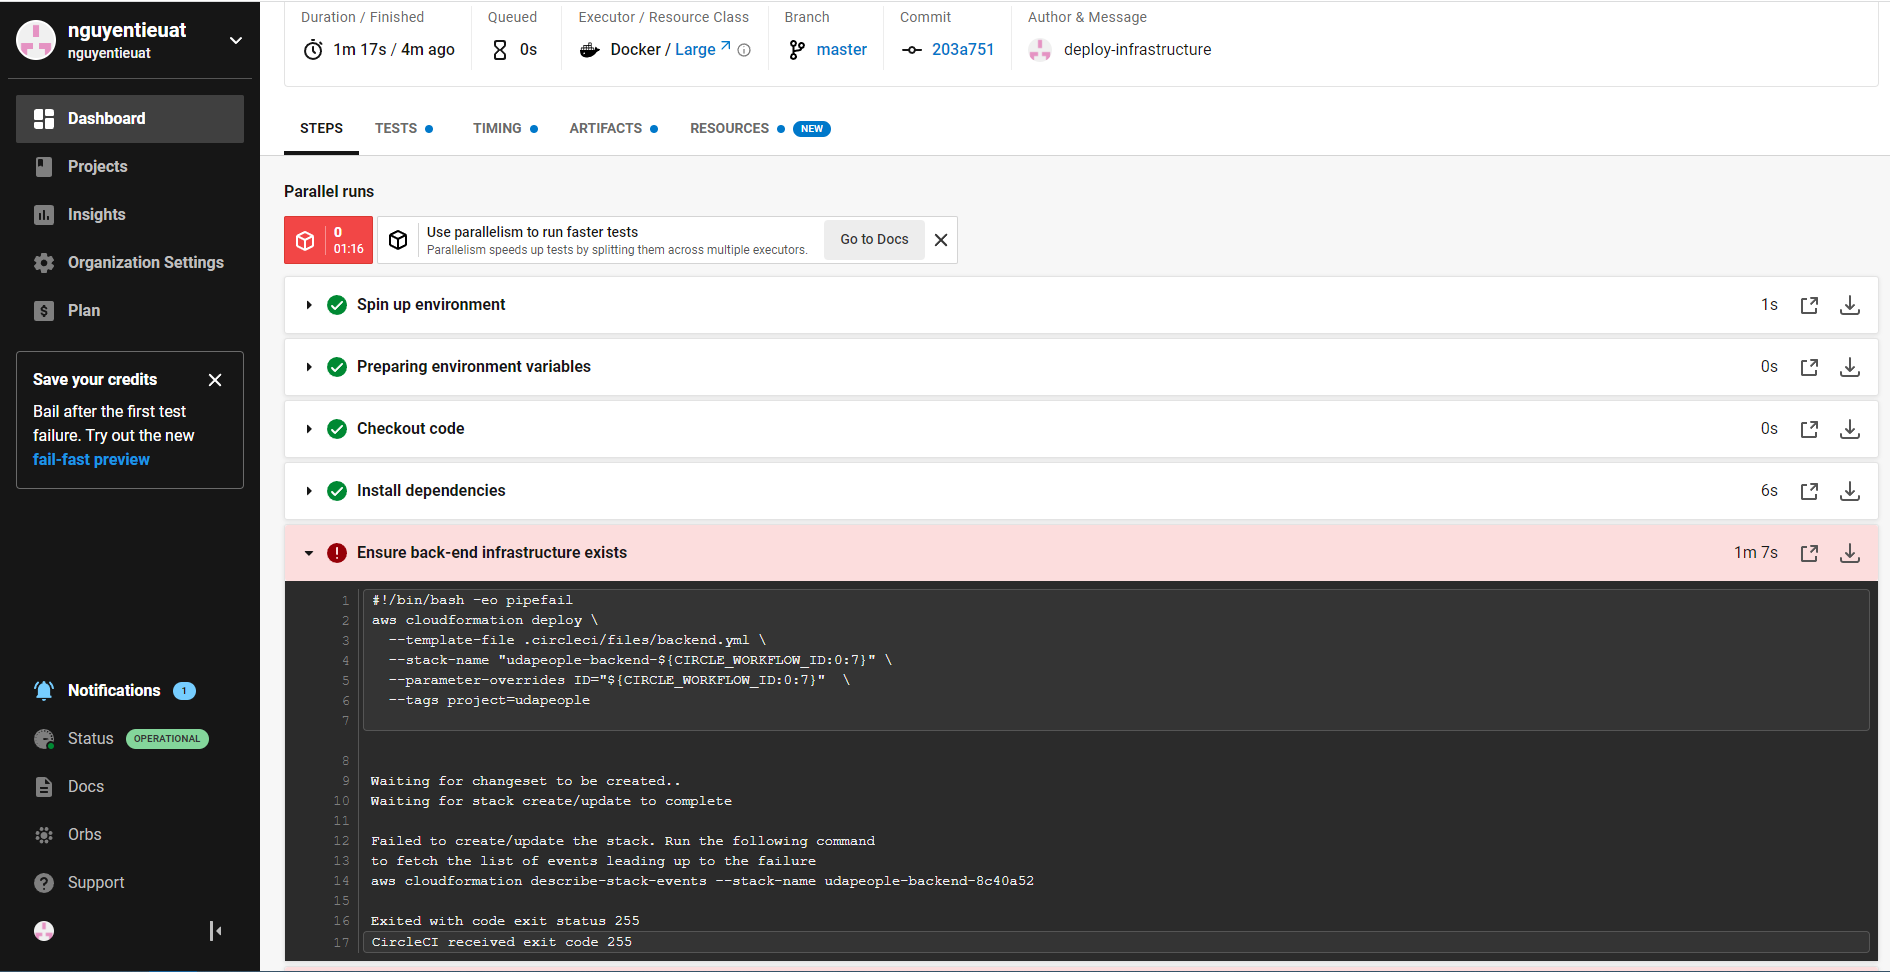 nguyentieuat
nguyentieuat
Dashboard
Projects
Insights
Organization Settings
Plan
Save your credits
Bail after the first test
failure. Try out the new
fail-fast preview
Notifications 1
Status OPERATIONAL
Docs
Orbs
Support
Duration / Finished
1m 17s / 4m ago
Queued
0s
Executor / Resource Class
Docker / Large
Branch
master
Commit
203a751
Author & Message
deploy-infrastructure
STEPS TESTS TIMING ARTIFACTS RESOURCES NEW
Parallel runs
0
01:16
Use parallelism to run faster tests
Parallelism speeds up tests by splitting them across multiple executors.
Go to Docs
Spin up environment 1s
Preparing environment variables 0s
Checkout code 0s
Install dependencies 6s
Ensure back-end infrastructure exists 1m 7s
1 #!/bin/bash -eo pipefail
2 aws cloudformation deploy \
3 --template-file .circleci/files/backend.yml \
4 --stack-name "udapeople-backend-${CIRCLE_WORKFLOW_ID:0:7}" \
5 --parameter-overrides ID="${CIRCLE_WORKFLOW_ID:0:7}" \
6 --tags project=udapeople
7
8
9 Waiting for changeset to be created..
10 Waiting for stack create/update to complete
11
12 Failed to create/update the stack. Run the following command
13 to fetch the list of events leading up to the failure
14 aws cloudformation describe-stack-events --stack-name udapeople-backend-8c40a52
15
16 Exited with code exit status 255
17 CircleCI received exit code 255